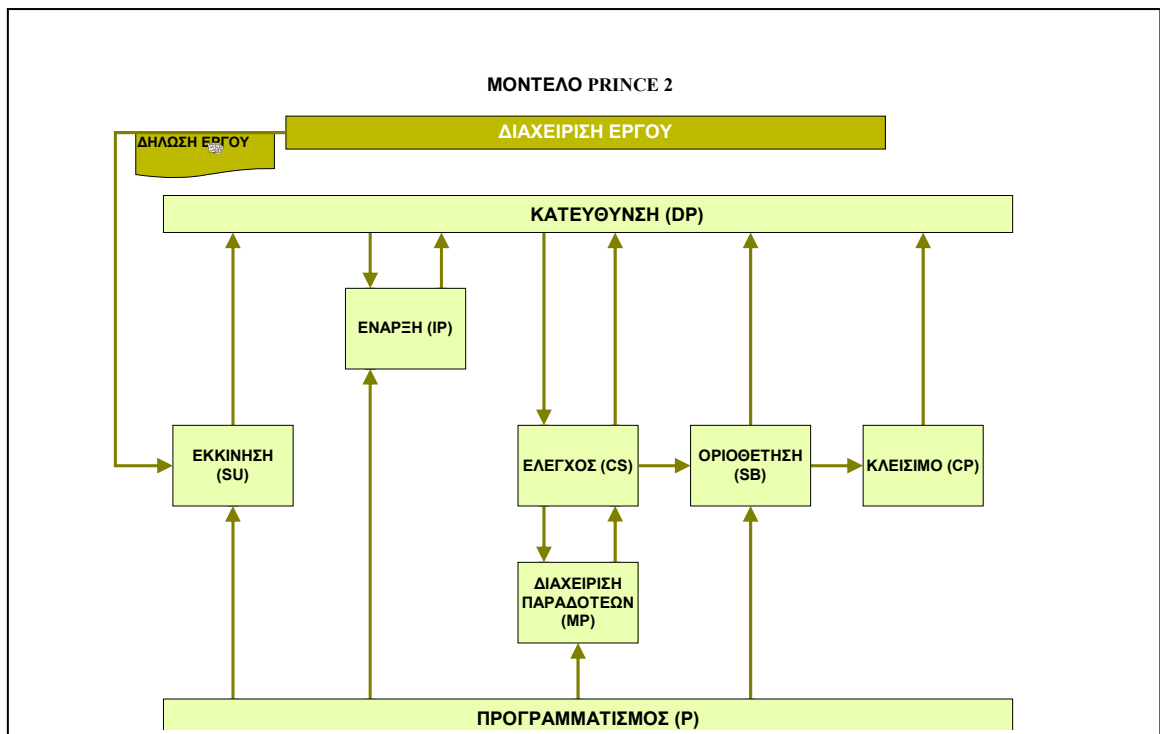 ΜΟΝΤΕΛΟ PRINCE 2
ΔΙΑΧΕΙΡΙΣΗ ΕΡΓΟΥ
ΔΗΛΩΣΗ ΕΡΓΟΥ
ΚΑΤΕΥΘΥΝΣΗ (DP)
ΕΝΑΡΞΗ (IP)
ΕΚΚΙΝΗΣΗ
(SU)
ΕΛΕΓΧΟΣ (CS)
ΟΡΙΟΘΕΤΗΣΗ
(SB)
ΚΛΕΙΣΙΜΟ (CP)
ΔΙΑΧΕΙΡΙΣΗ
ΠΑΡΑΔΟΤΕΩΝ
(MP)
ΠΡΟΓΡΑΜΜΑΤΙΣΜΟΣ (P)